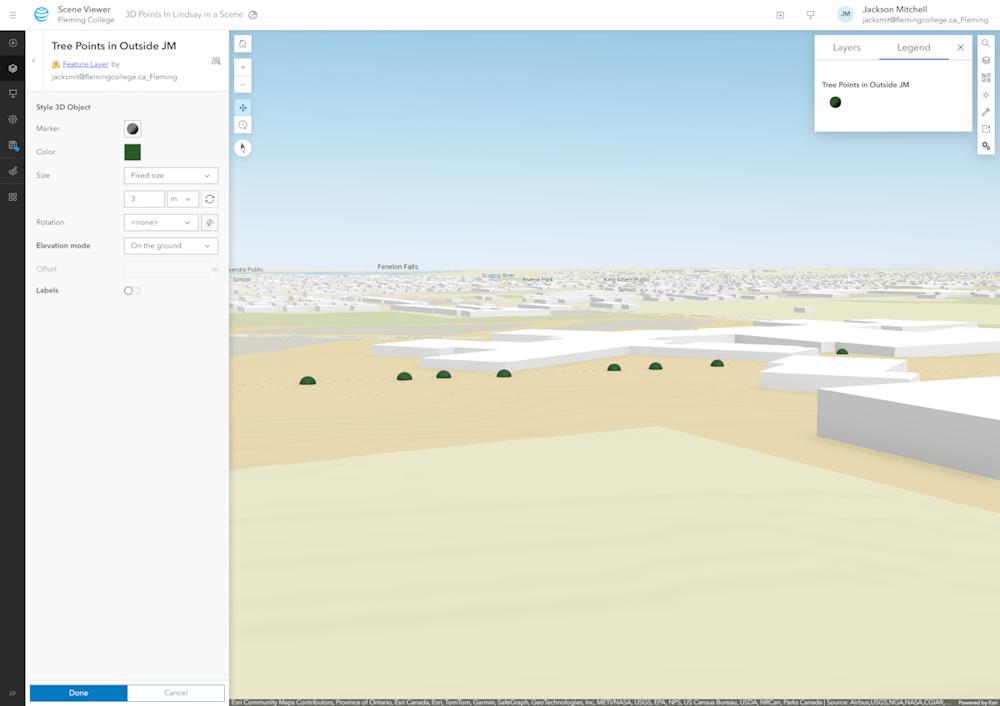 Scene Viewer
Fleming College
3D Points In Lindsay in a Scene
JM
Jackson Mitchell
jacksmit@flemingcollege.ca_Fleming
Tree Points in Outside JM
Feature Layer by
jacksmit@flemingcollege.ca_Fleming
Style 3D Object
Marker
Color
Size
Fixed size
3
m
Rotation
<none>
Elevation mode
On the ground
Offset
m
Labels
Done
Cancel
Layers
Legend
Tree Points in Outside JM
xandra Public
School
Fenelon Falls
Scugog River
Riverie Park
King Albert Public
School
Esri Community Maps Contributors, Province of Ontario, Esri Canada, Esri, TomTom, Garmin, SafeGraph, GeoTechnologies, Inc, METI/NASA, USGS, EPA, NPS, US Census Bureau, USDA, NRCan, Parks Canada | Source: Airbus,USGS,NGA,NASA,CGIAR,...
Powered by Esri